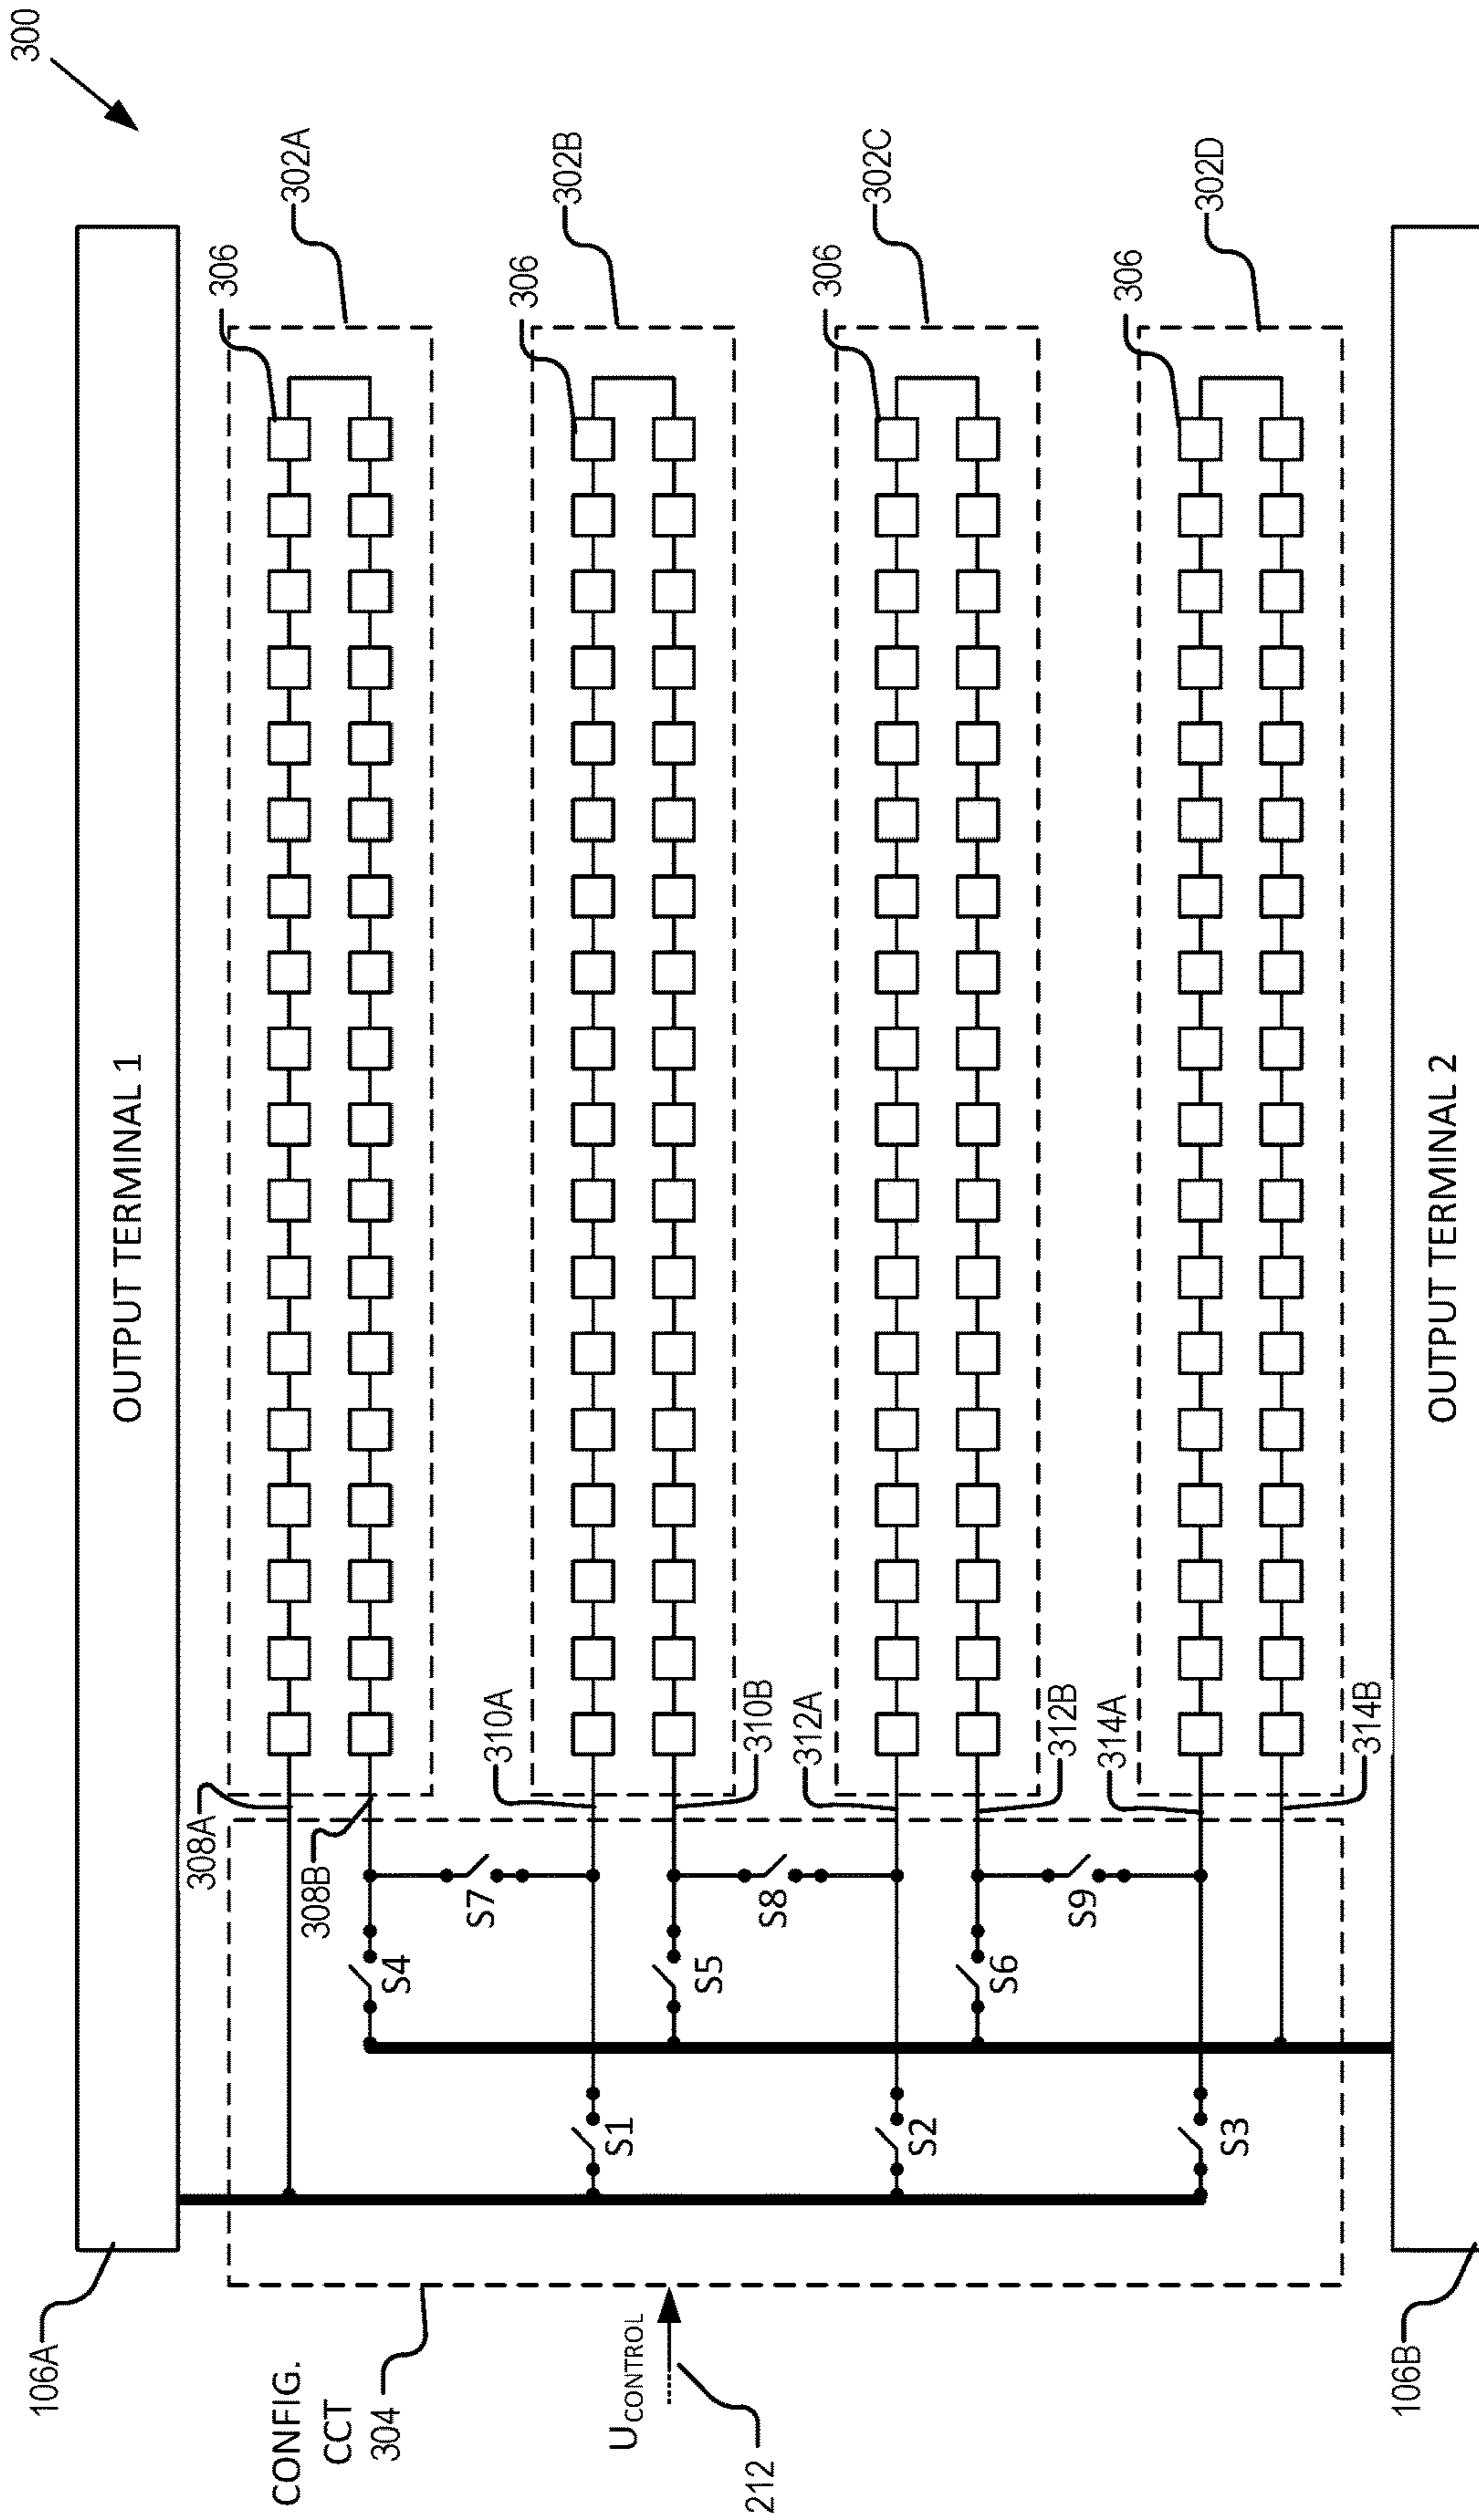 300
OUTPUT TERMINAL 1
106A
302A
306
308A
308B
302B
306
310A
310B
302C
306
312A
312B
302D
306
314A
314B
S7
S8
S9
S4
S5
S6
S1
S2
S3
CONFIG.
CCT
304
UCONTROL
212
OUTPUT TERMINAL 2
106B